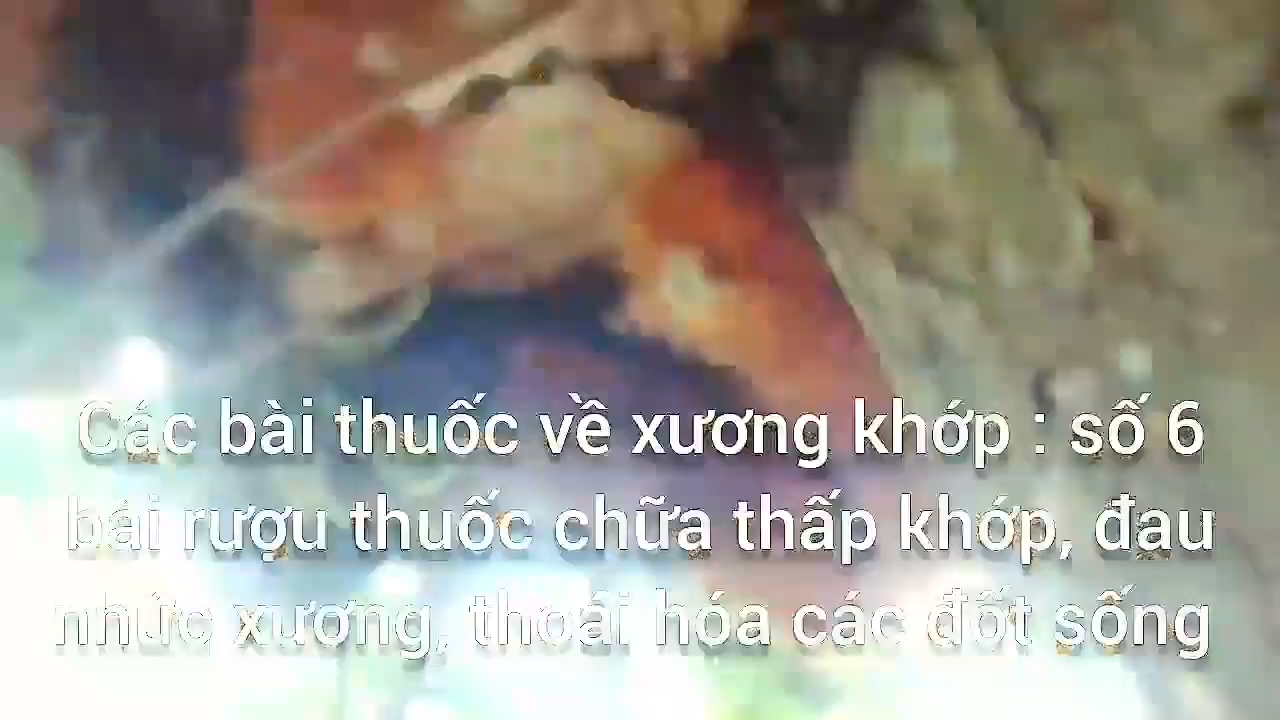 Các bài thuốc về xương khớp : số 6
bài rượu thuốc chữa thấp khớp, đau
nhức xương, thoái hóa các đốt sống